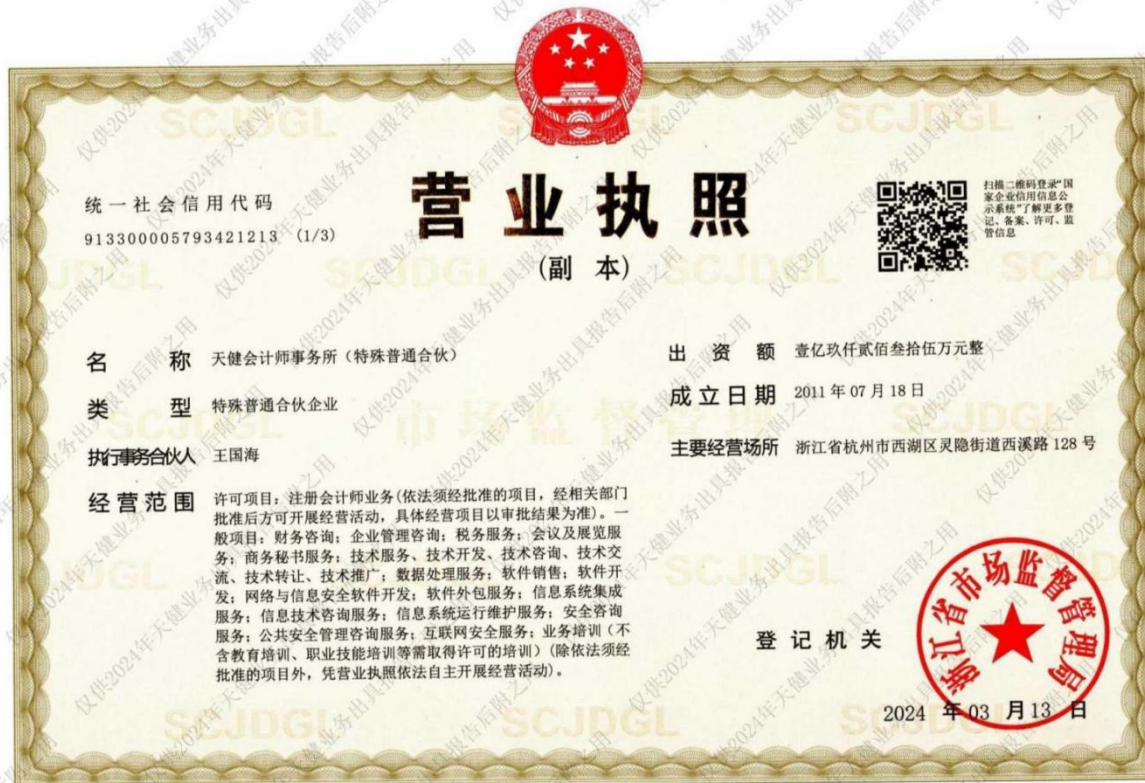 统一社会信用代码
913300005793421213 (1/3)
营业执照
(副 本)
扫描二维码登录“国
家企业信用信息公
示系统”了解更多登
记、备案、许可、监
管信息
名 称 天健会计师事务所（特殊普通合伙）
类 型 特殊普通合伙企业
执行事务合伙人 王国海
经营范围 许可项目：注册会计师业务(依法须经批准的项目，经相关部门
批准后方可开展经营活动，具体经营项目以审批结果为准)。一
般项目：财务咨询；企业管理咨询；税务服务；会议及展览服
务；商务秘书服务；技术服务、技术开发、技术咨询、技术交
流、技术转让、技术推广；数据处理服务；软件销售；软件开
发；网络与信息安全软件开发；软件外包服务；信息系统集成
服务；信息技术咨询服务；信息系统运行维护服务；安全咨询
服务；公共安全管理咨询服务；互联网安全服务；业务培训（不
含教育培训、职业技能培训等需取得许可的培训）(除依法须经
批准的项目外，凭营业执照依法自主开展经营活动)。
出 资 额 壹亿玖仟贰佰叁拾伍万元整
成立日期 2011 年 07 月 18 日
主要经营场所 浙江省杭州市西湖区灵隐街道西溪路 128 号
登记机关
浙江省市场监督管理局
2024 年 03 月 13 日
SCJDGL
市场监督管理
仅供2024年天健业务出具报告后附之用